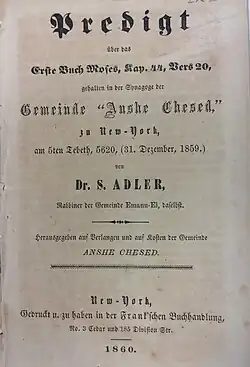 Predigt
über das
Erste Buch Moses, Kap. 44, Vers 20,
gehalten in der Synagoge der
Gemeinde "Anshe Chesed,"
zu New-York,
am 5ten Tebeth, 5620, (31. Dezember, 1859.)
von
Dr. S. ADLER,
Rabbiner der Gemeinde Emanu-El, daselbst.
Herausgegeben auf Verlangen und auf Kosten der Gemeinde
ANSHE CHESED.
New-York,
Gedruckt u. zu haben in der Frank'schen Buchhandlung,
No. 3 Cedar und 185 Division Str.
1860.